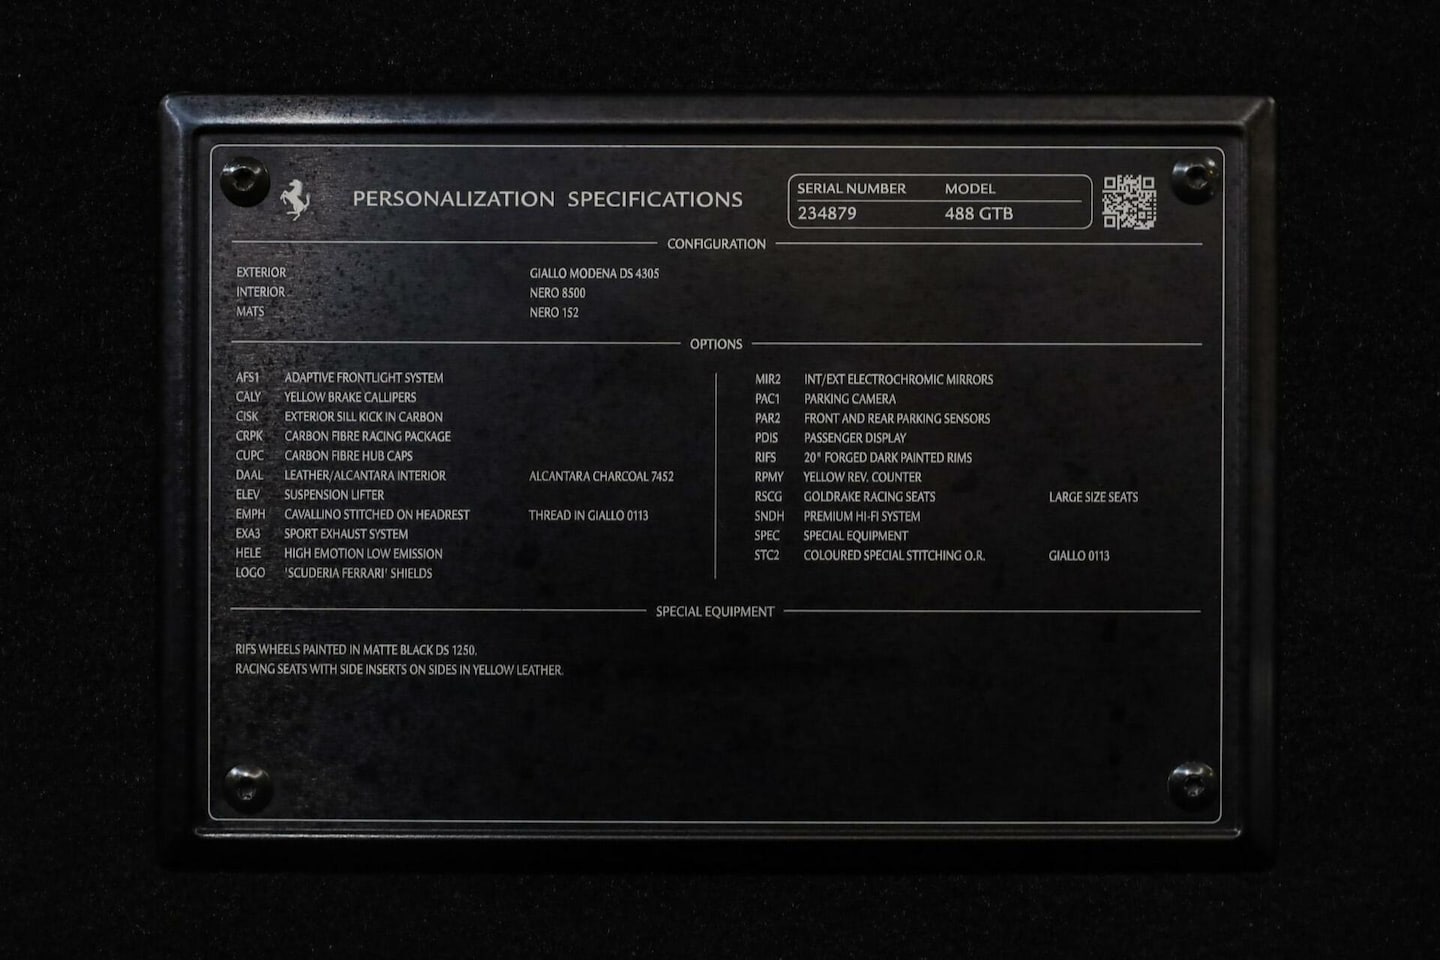 PERSONALIZATION SPECIFICATIONS
SERIAL NUMBER MODEL
234879 488 GTB
CONFIGURATION
EXTERIOR GIALLO MODENA DS 4305
INTERIOR NERO 8500
MATS NERO 152
OPTIONS
AFS1 ADAPTIVE FRONTLIGHT SYSTEM
CALY YELLOW BRAKE CALLIPERS
CISK EXTERIOR SILL KICK IN CARBON
CRPK CARBON FIBRE RACING PACKAGE
CUPC CARBON FIBRE HUB CAPS
DAAL LEATHER/ALCANTARA INTERIOR ALCANTARA CHARCOAL 7452
ELEV SUSPENSION LIFTER
EMPH CAVALLINO STITCHED ON HEADREST THREAD IN GIALLO 0113
EXA3 SPORT EXHAUST SYSTEM
HELE HIGH EMOTION LOW EMISSION
LOGO 'SCUDERIA FERRARI' SHIELDS
MIR2 INT/EXT ELECTROCHROMIC MIRRORS
PAC1 PARKING CAMERA
PAR2 FRONT AND REAR PARKING SENSORS
PDIS PASSENGER DISPLAY
RIFS 20" FORGED DARK PAINTED RIMS
RPMY YELLOW REV. COUNTER
RSCG GOLDRAKE RACING SEATS LARGE SIZE SEATS
SNDH PREMIUM HI-FI SYSTEM
SPEC SPECIAL EQUIPMENT
STC2 COLOURED SPECIAL STITCHING O.R. GIALLO 0113
SPECIAL EQUIPMENT
RIFS WHEELS PAINTED IN MATTE BLACK DS 1250.
RACING SEATS WITH SIDE INSERTS ON SIDES IN YELLOW LEATHER.